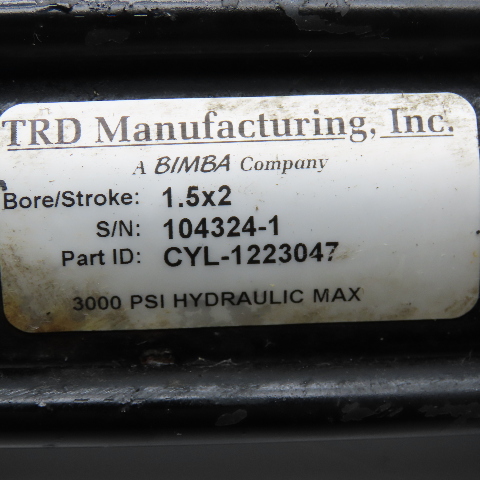 TRD Manufacturing, Inc.
A BIMBA Company
Bore/Stroke: 1.5x2
S/N: 104324-1
Part ID: CYL-1223047
3000 PSI HYDRAULIC MAX